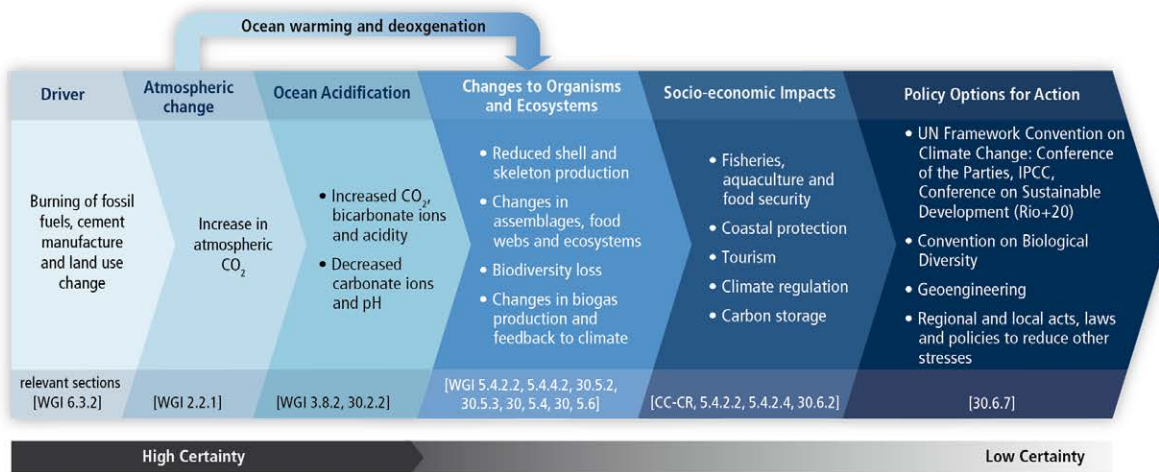 Ocean warming and deoxgenation
Driver
Atmospheric
change
Ocean Acidification
Changes to Organisms
and Ecosystems
Socio-economic Impacts
Policy Options for Action
Burning of fossil
fuels, cement
manufacture
and land use
change
Increase in
atmospheric
CO₂
• Increased CO₂,
bicarbonate ions
and acidity
• Decreased
carbonate ions
and pH
• Reduced shell and
skeleton production
• Changes in
assemblages, food
webs and ecosystems
• Biodiversity loss
• Changes in biogas
production and
feedback to climate
• Fisheries,
aquaculture and
food security
• Coastal protection
• Tourism
• Climate regulation
• Carbon storage
• UN Framework Convention on
Climate Change: Conference
of the Parties, IPCC,
Conference on Sustainable
Development (Rio+20)
• Convention on Biological
Diversity
• Geoengineering
• Regional and local acts, laws
and policies to reduce other
stresses
relevant sections
[WGI 6.3.2]
[WGI 2.2.1]
[WGI 3.8.2, 30.2.2]
[WGI 5.4.2.2, 5.4.4.2, 30.5.2,
30.5.3, 30, 5.4, 30, 5.6]
[CC-CR, 5.4.2.2, 5.4.2.4, 30.6.2]
[30.6.7]
High Certainty
Low Certainty